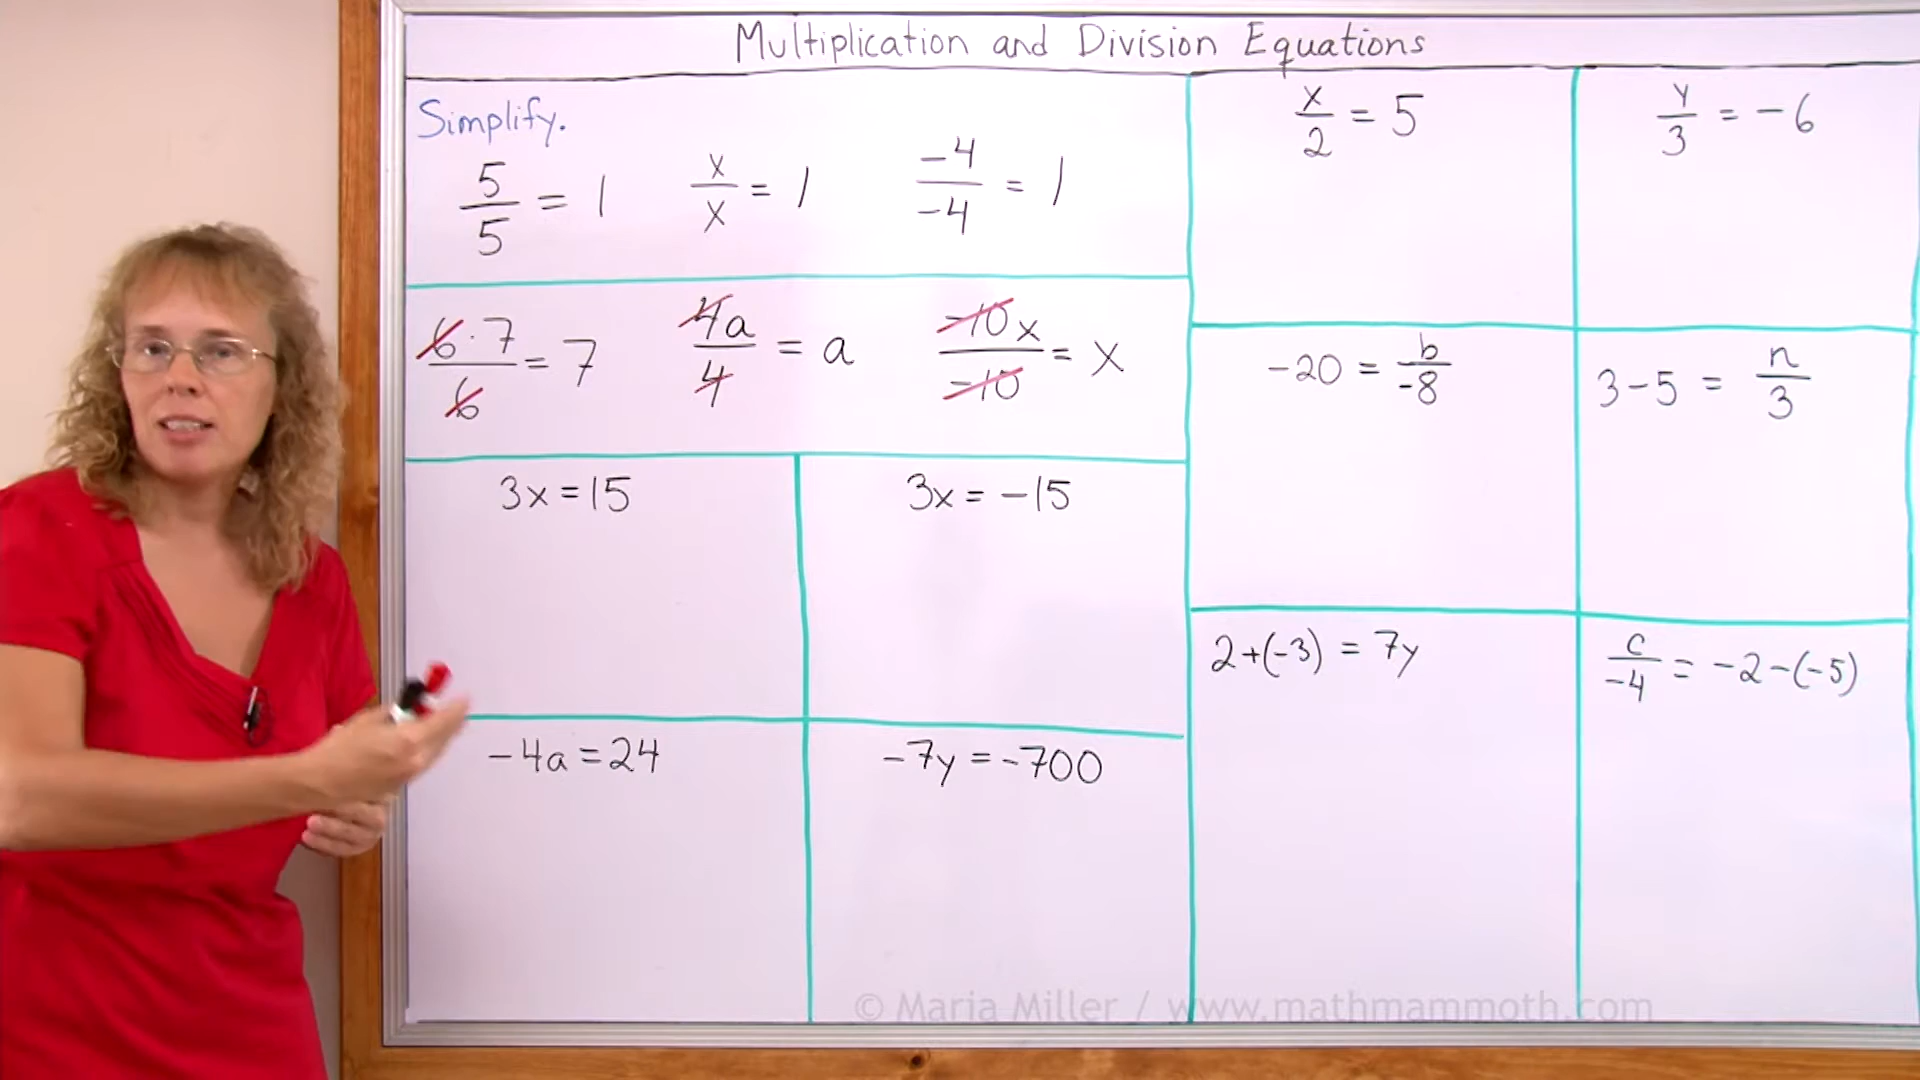 Multiplication and Division Equations
Simplify.
5/5 = 1
x/x = 1
-4/-4 = 1
6·7/6 = 7
4a/4 = a
-10x/-10 = x
3x = 15
3x = -15
-4a = 24
-7y = -700
x/2 = 5
y/3 = -6
-20 = b/-8
3-5 = n/3
2+(-3) = 7y
c/-4 = -2-(-5)
© Maria Miller / www.mathmammoth.com